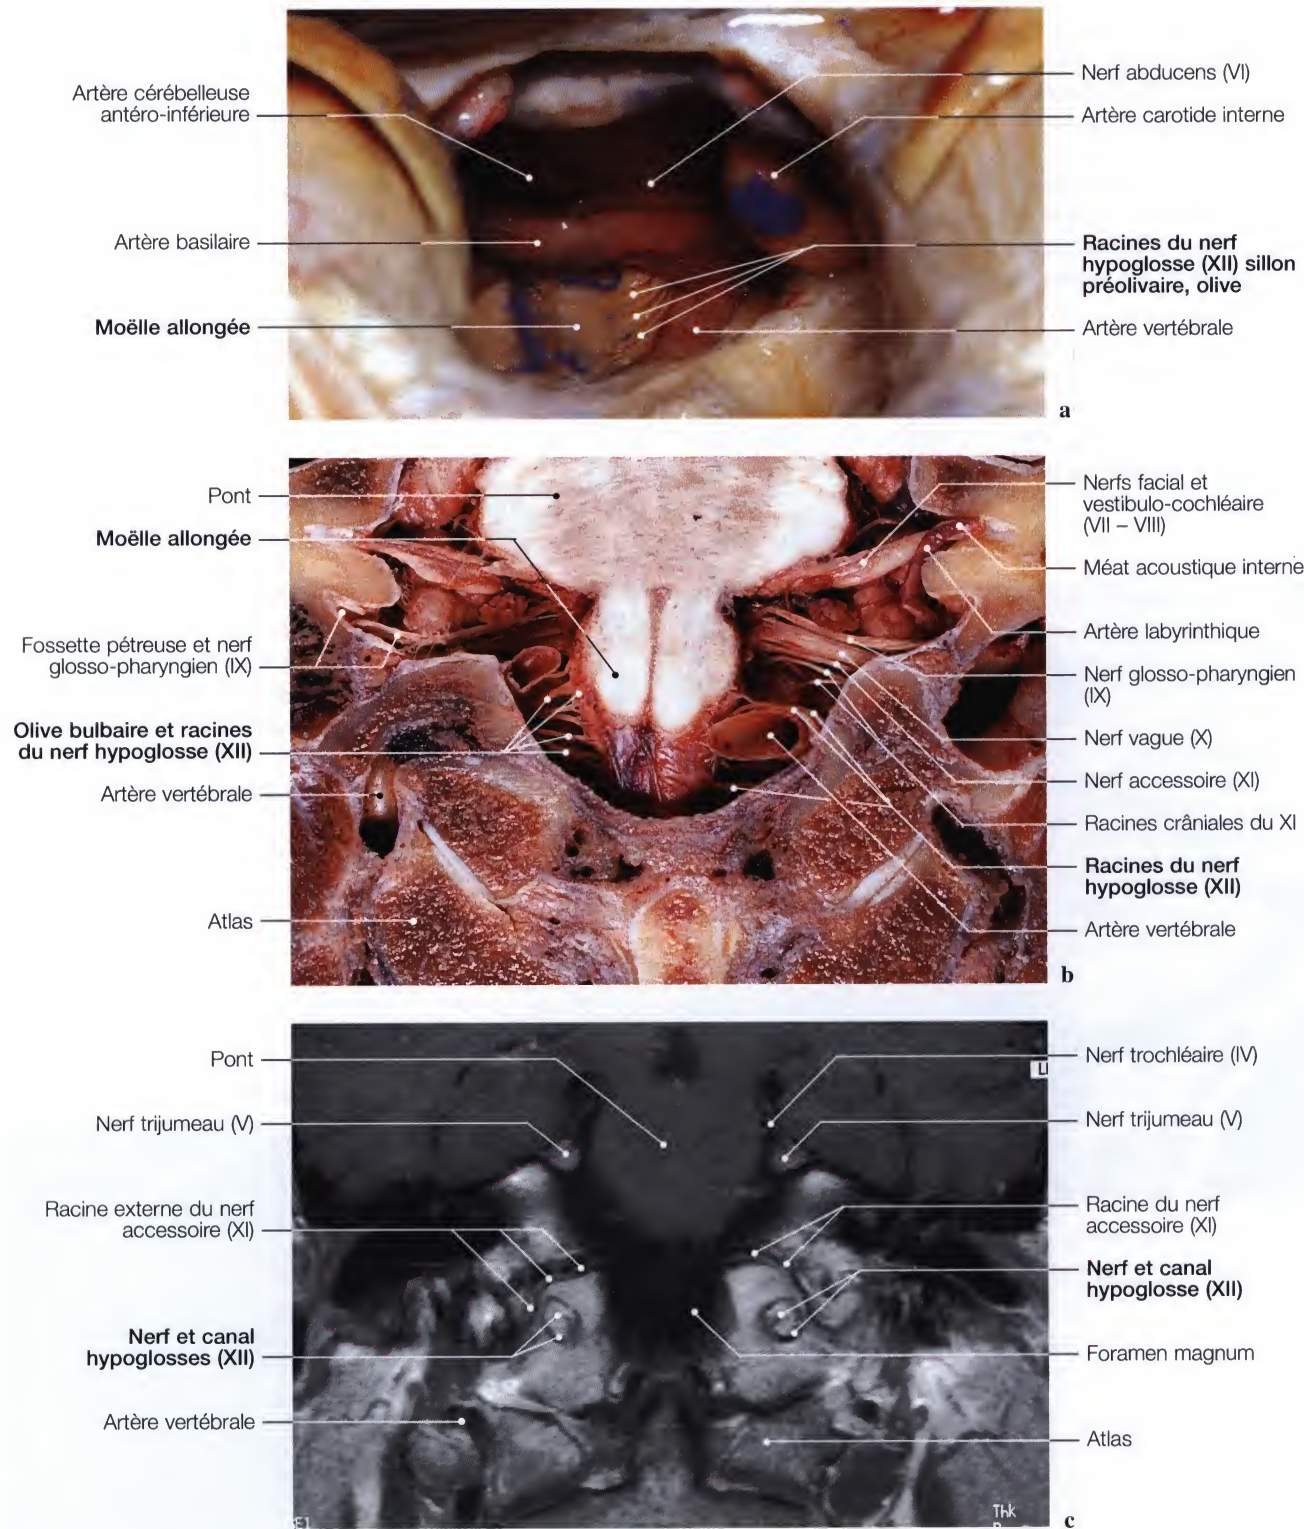 Artère cérébelleuse
antéro-inférieure
Artère basilaire
Moëlle allongée
Nerf abducens (VI)
Artère carotide interne
Racines du nerf
hypoglosse (XII) sillon
préolivaire, olive
Artère vertébrale
a
Pont
Moëlle allongée
Fossette pétreuse et nerf
glosso-pharyngien (IX)
Olive bulbaire et racines
du nerf hypoglosse (XII)
Artère vertébrale
Atlas
Nerfs facial et
vestibulo-cochléaire
(VII – VIII)
Méat acoustique interne
Artère labyrinthique
Nerf glosso-pharyngien
(IX)
Nerf vague (X)
Nerf accessoire (XI)
Racines crâniales du XI
Racines du nerf
hypoglosse (XII)
Artère vertébrale
b
Pont
Nerf trijumeau (V)
Racine externe du nerf
accessoire (XI)
Nerf et canal
hypoglosses (XII)
Artère vertébrale
Nerf trochléaire (IV)
Nerf trijumeau (V)
Racine du nerf
accessoire (XI)
Nerf et canal
hypoglosse (XII)
Foramen magnum
Atlas
Thk
c